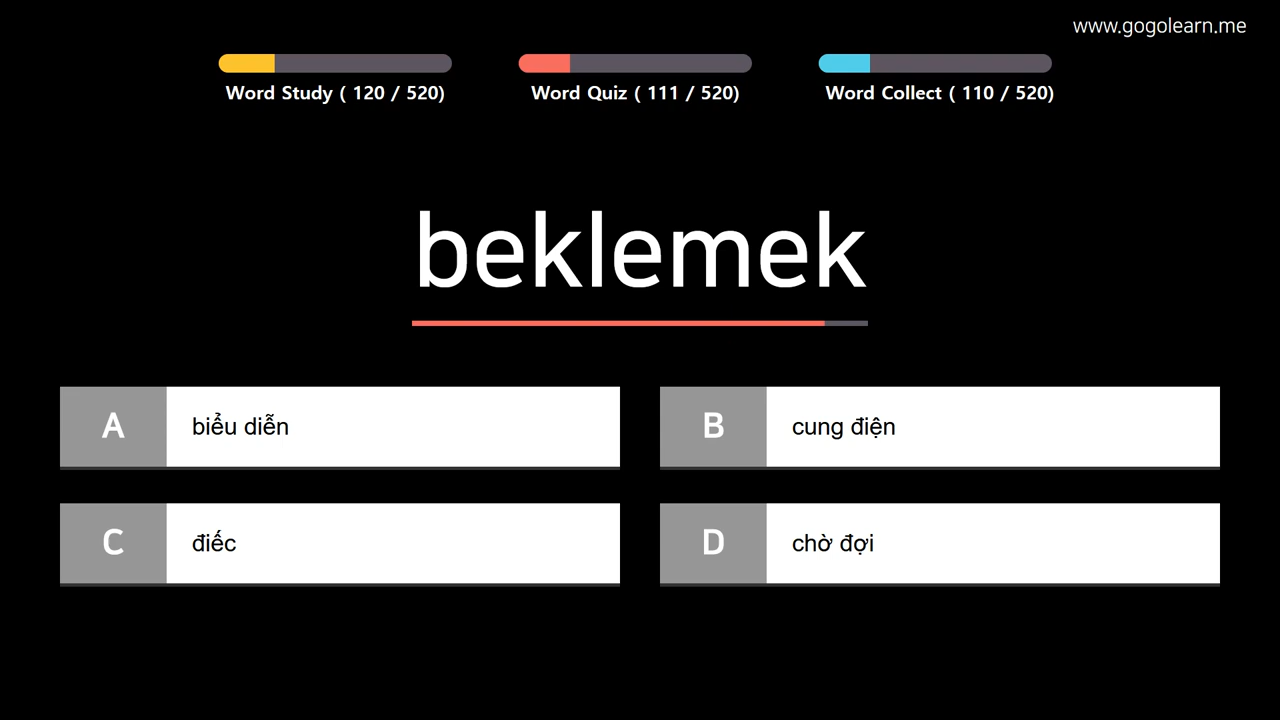 www.gogolearn.me
Word Study ( 120 / 520)
Word Quiz ( 111 / 520)
Word Collect ( 110 / 520)
beklemek
A biểu diễn
B cung điện
C điếc
D chờ đợi